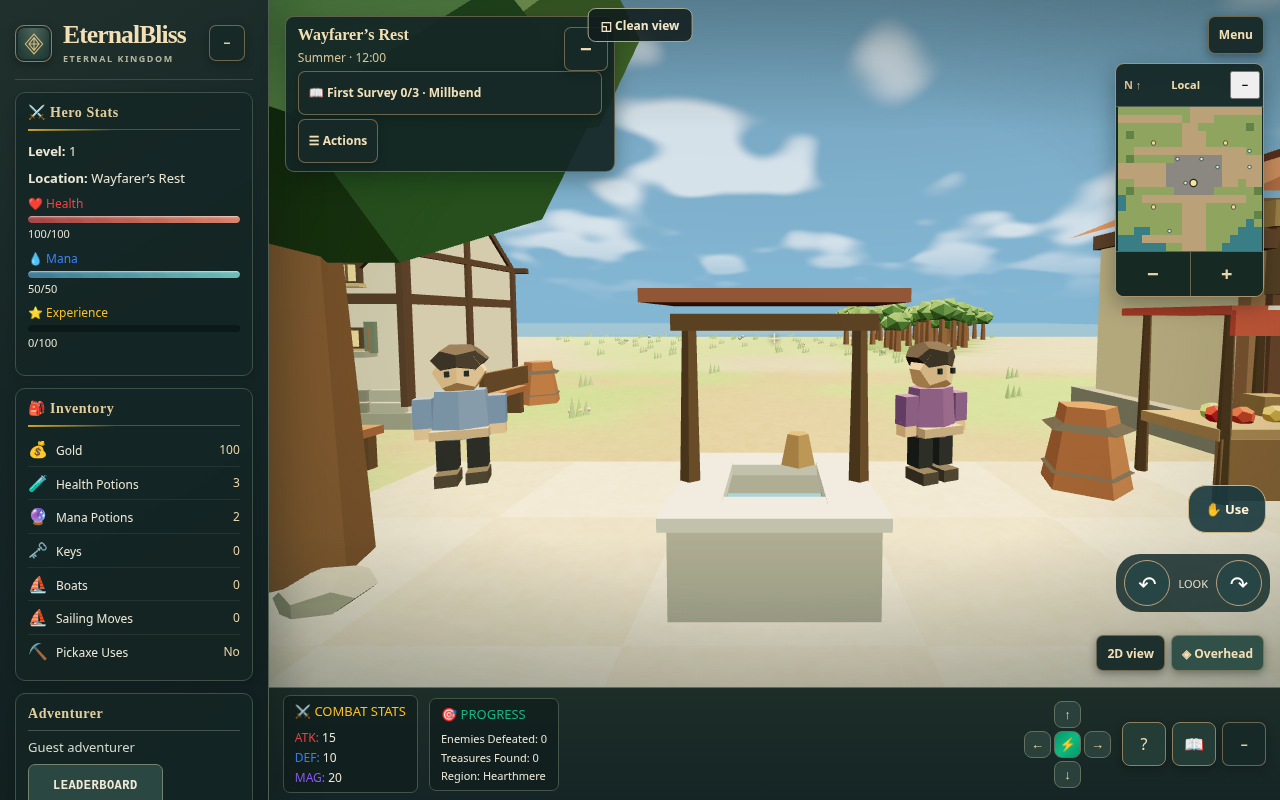 EternalBliss
ETERNAL KINGDOM
–
⚔️ Hero Stats
Level: 1
Location: Wayfarer’s Rest
❤️ Health
100/100
💧 Mana
50/50
⭐ Experience
0/100
🎒 Inventory
💰 Gold 100
🧪 Health Potions 3
🔮 Mana Potions 2
🗝️ Keys 0
⛵ Boats 0
⛵ Sailing Moves 0
⛏️ Pickaxe Uses No
Adventurer
Guest adventurer
LEADERBOARD
Wayfarer’s Rest
Summer · 12:00
–
📖 First Survey 0/3 · Millbend
☰ Actions
◱ Clean view
Menu
N ↑ Local –
− +
✋ Use
↶ LOOK ↷
2D view ◈ Overhead
⚔️ COMBAT STATS
ATK: 15
DEF: 10
MAG: 20
🎯 PROGRESS
Enemies Defeated: 0
Treasures Found: 0
Region: Hearthmere
↑
← ⚡ →
↓
? 📖 –